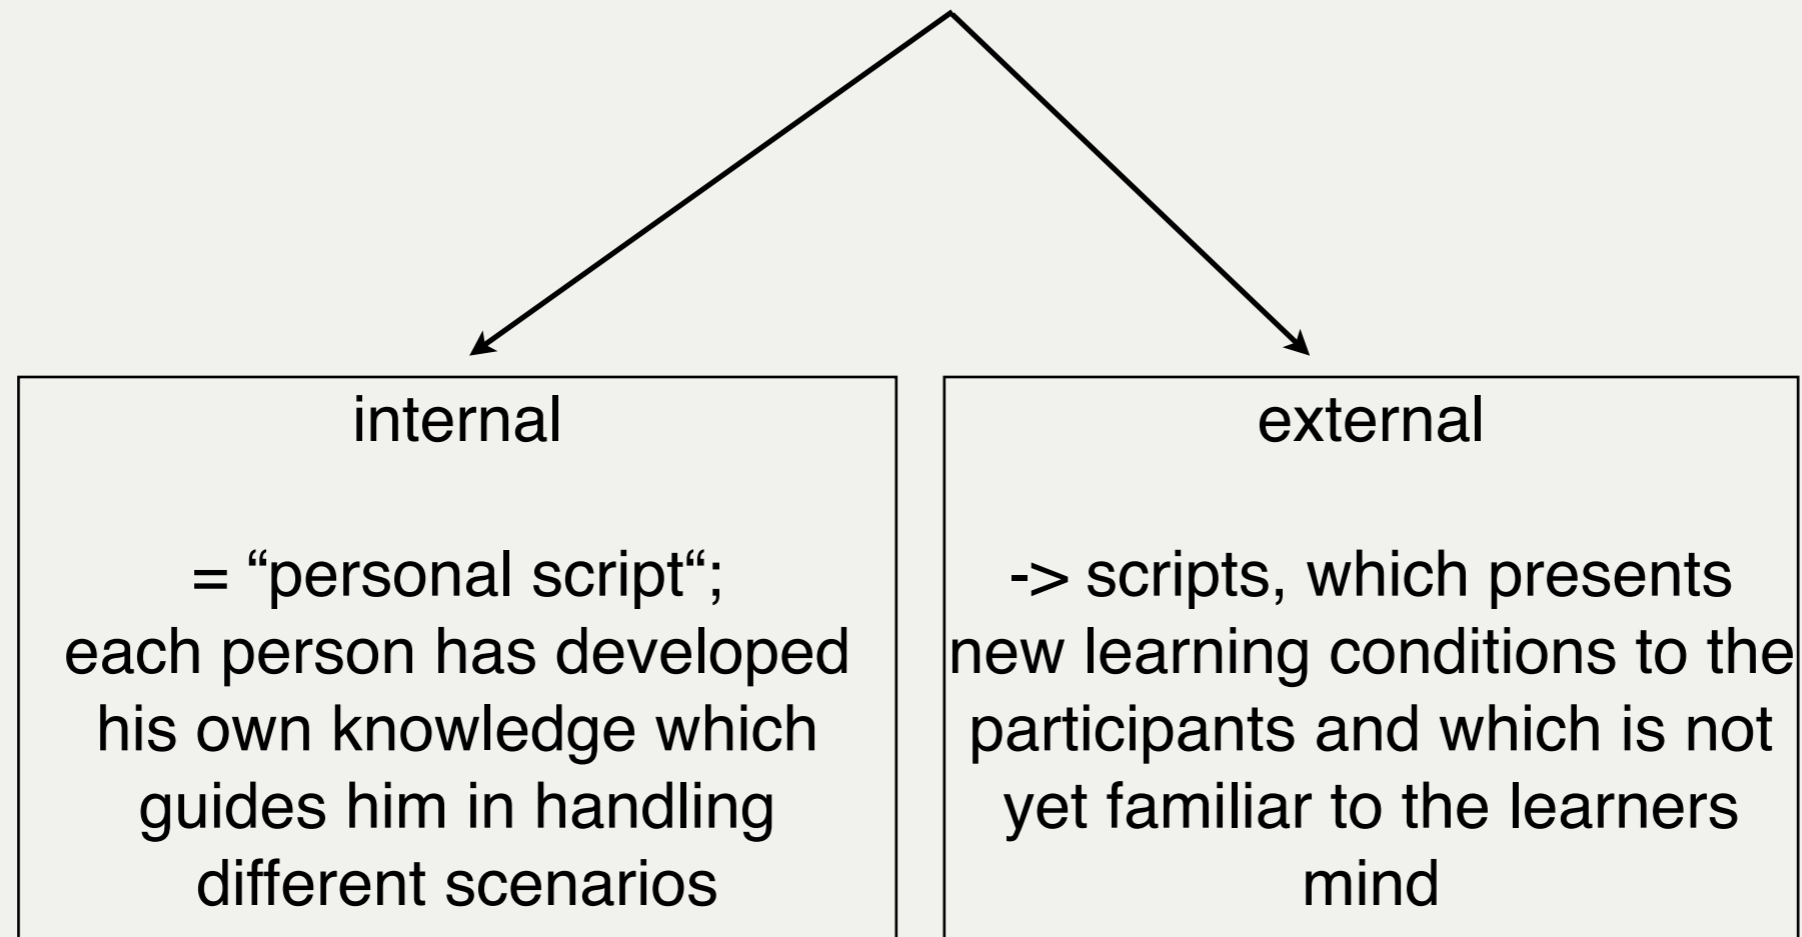 internal
= “personal script“;
each person has developed
his own knowledge which
guides him in handling
different scenarios
external
-> scripts, which presents
new learning conditions to the
participants and which is not
yet familiar to the learners
mind